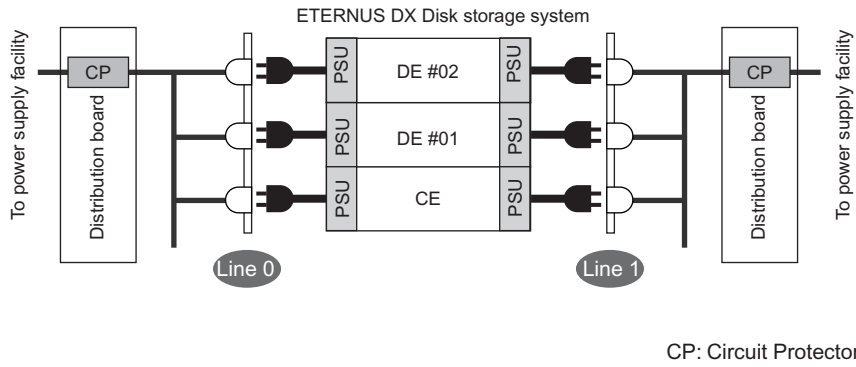 ETERNUS DX Disk storage system
To power supply facility
CP
Distribution board
PSU
DE #02
PSU
PSU
DE #01
PSU
PSU
CE
PSU
CP
Distribution board
To power supply facility
Line 0
Line 1
CP: Circuit Protector